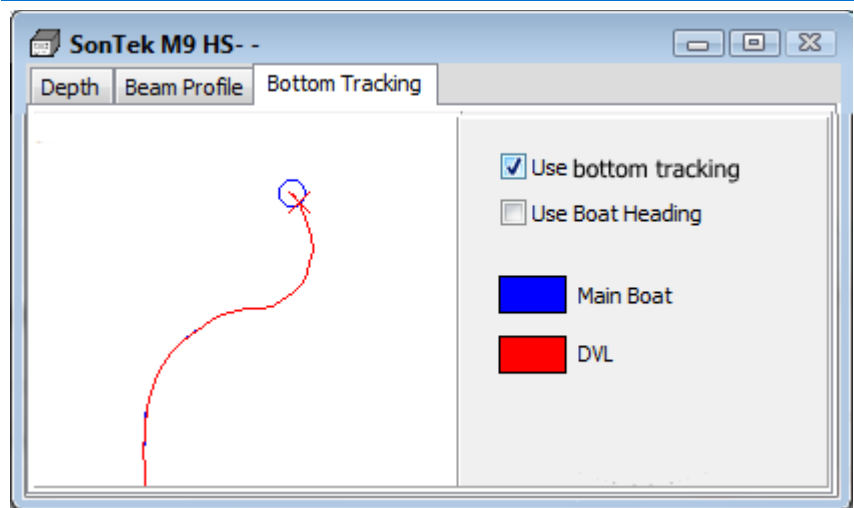 SonTek M9 HS- -
Depth Beam Profile Bottom Tracking
Use bottom tracking
Use Boat Heading
Main Boat
DVL